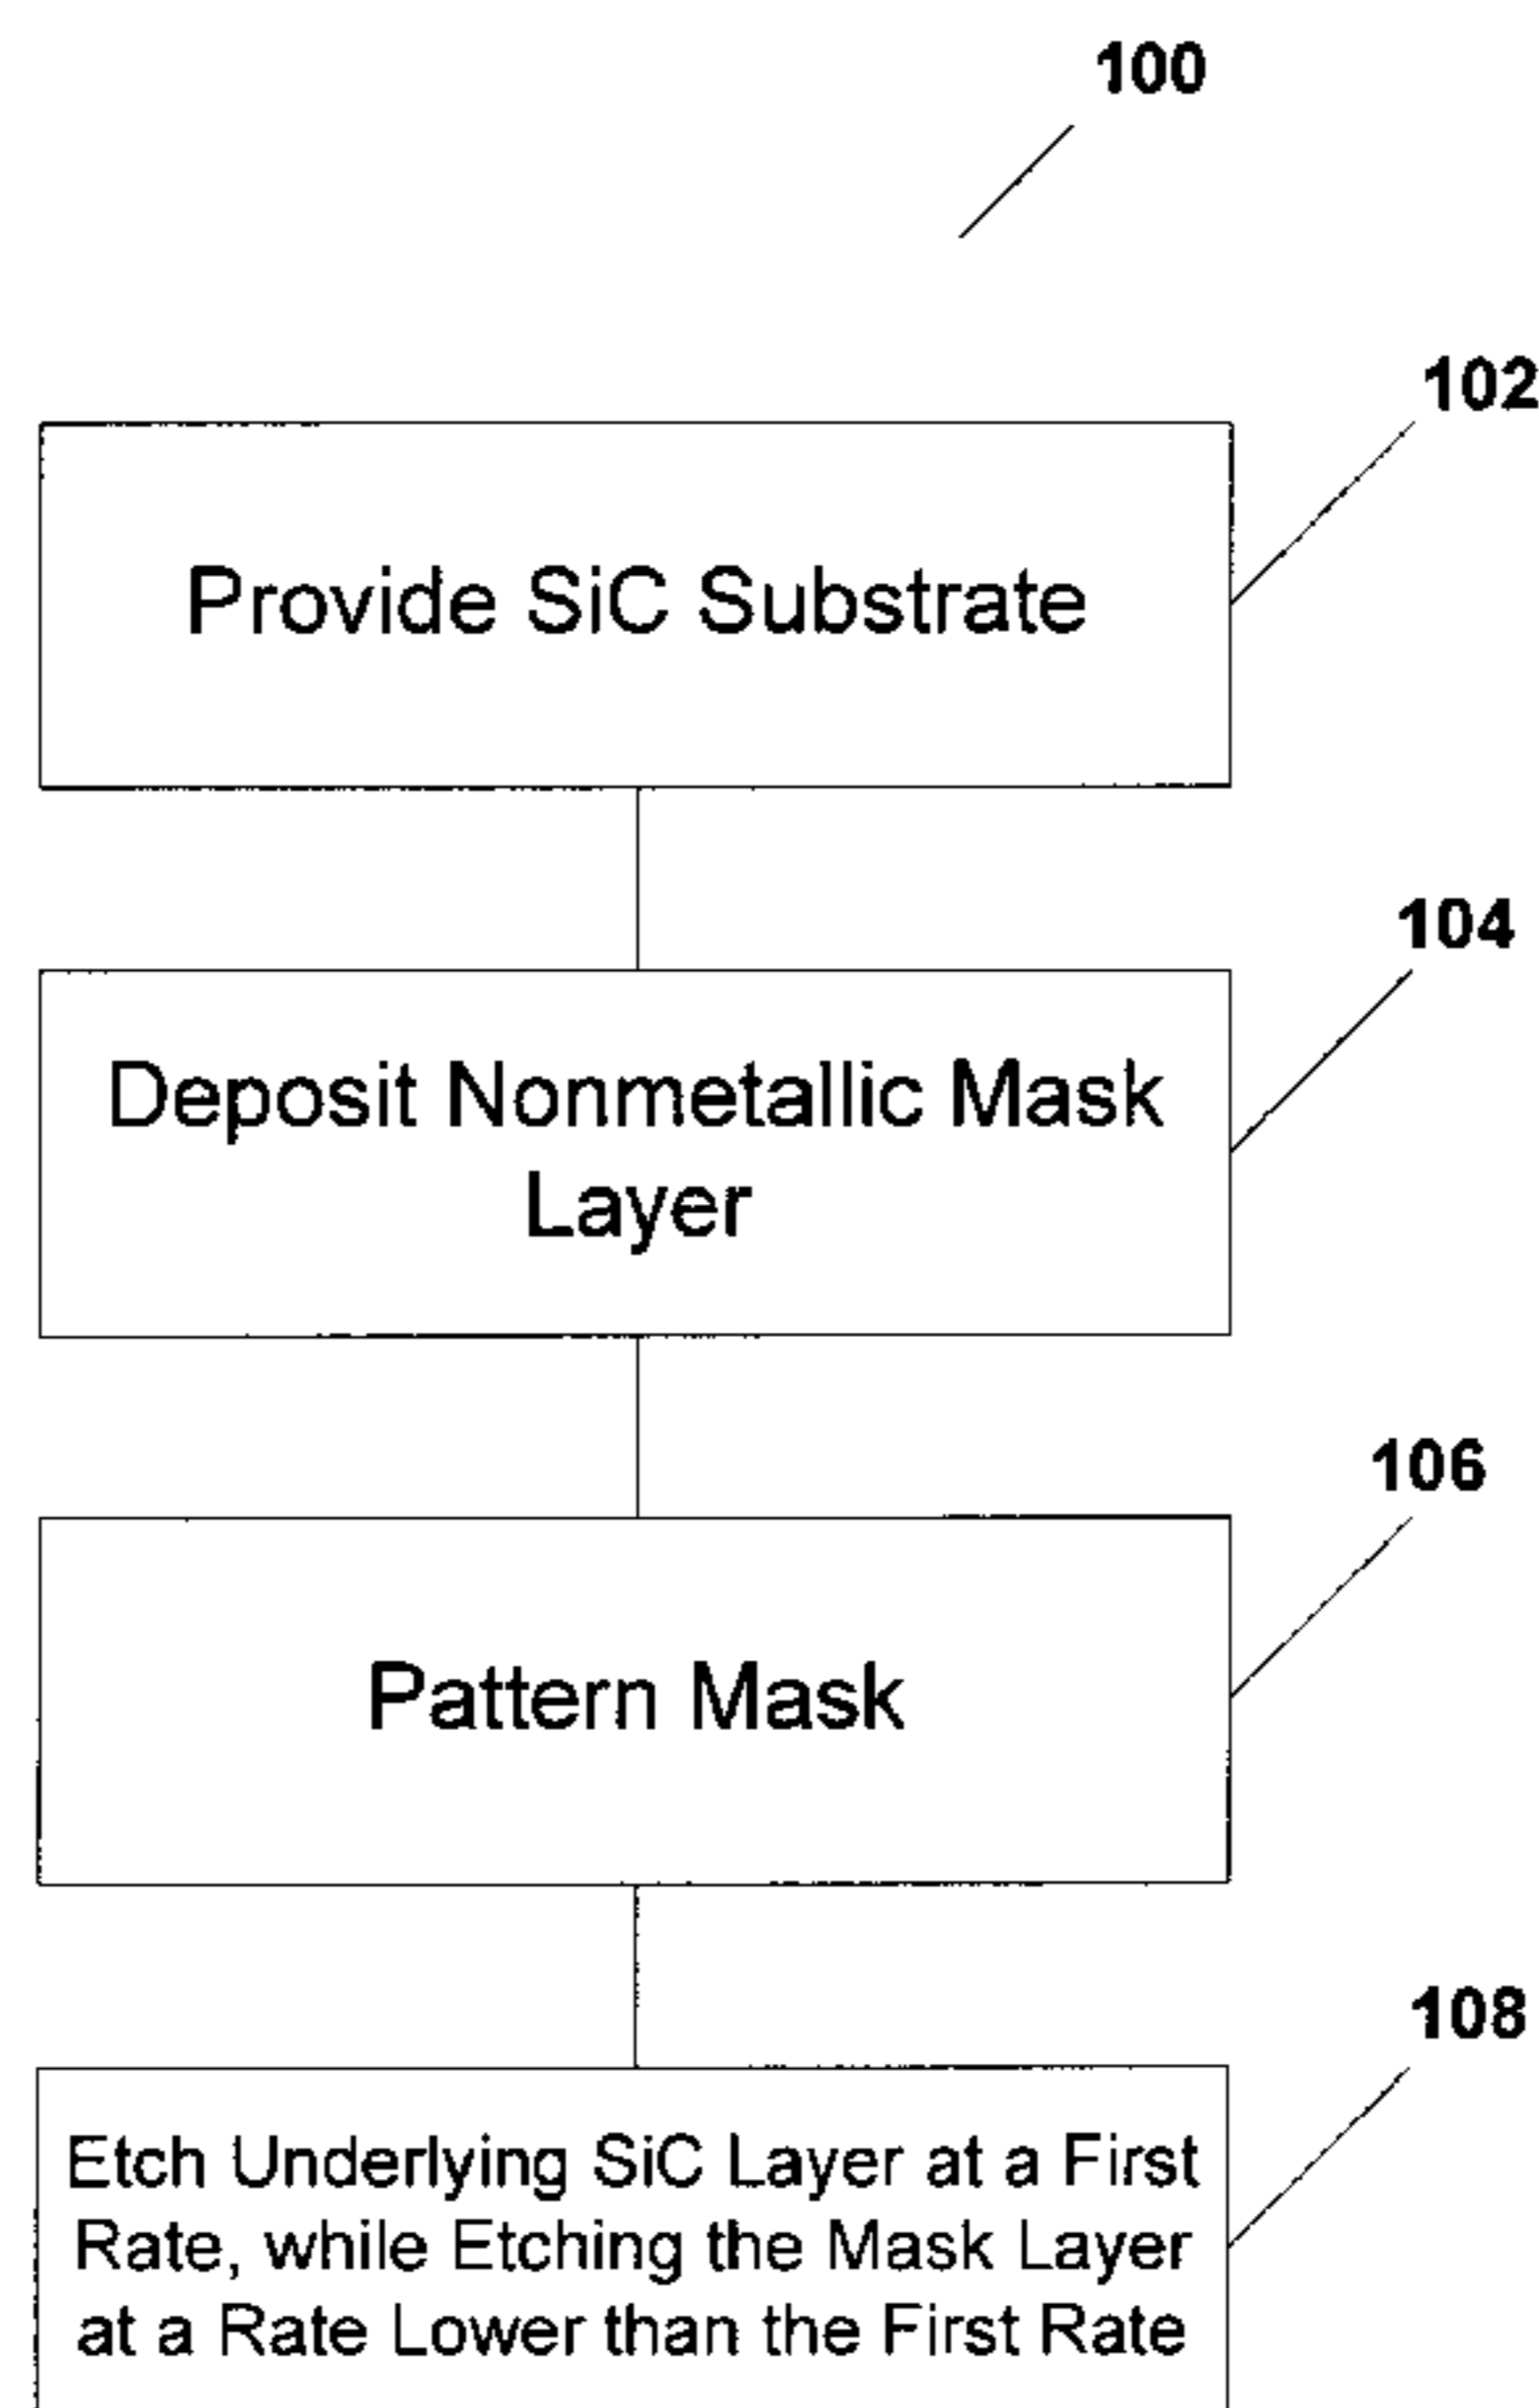 100
102
Provide SiC Substrate
104
Deposit Nonmetallic Mask
Layer
106
Pattern Mask
108
Etch Underlying SiC Layer at a First
Rate, while Etching the Mask Layer
at a Rate Lower than the First Rate